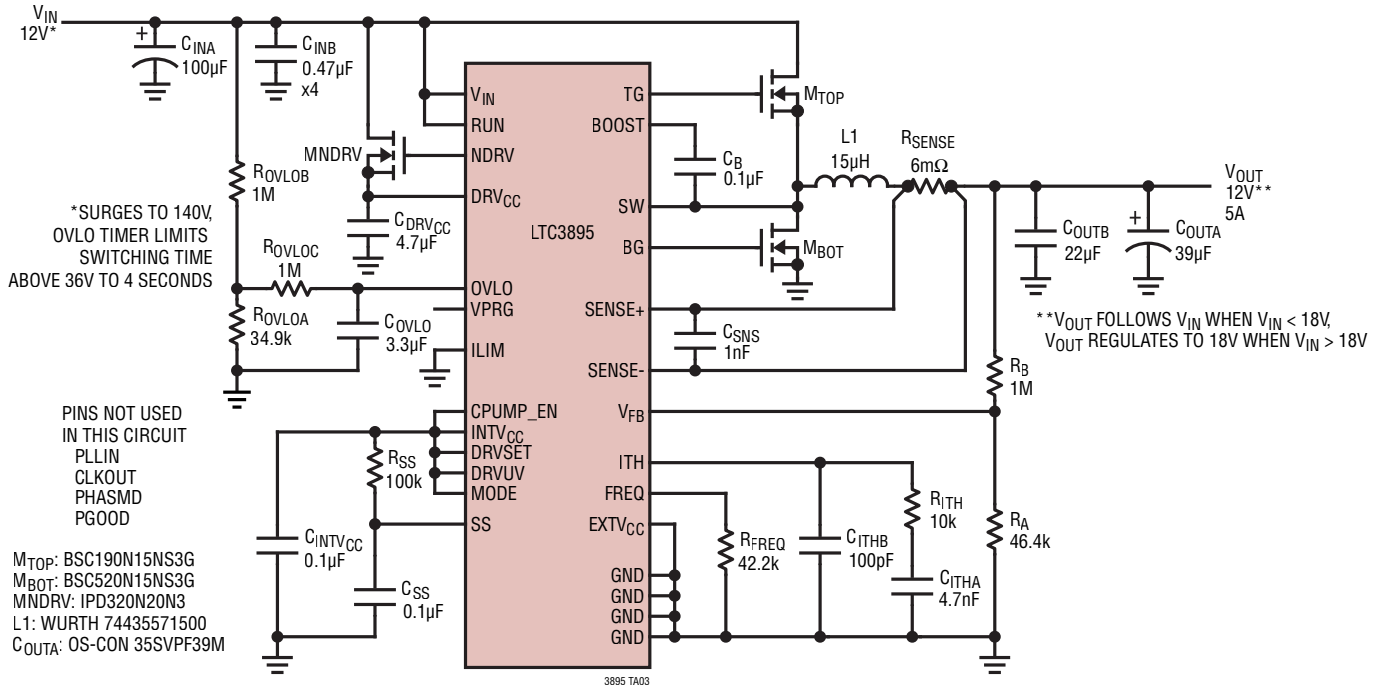 VIN
12V*
+
CINA
100µF
CINB
0.47µF
x4
ROVLOB
1M
MNDRV
*SURGES TO 140V,
OVLO TIMER LIMITS
SWITCHING TIME
ABOVE 36V TO 4 SECONDS
ROVLOC
1M
CDRVCC
4.7µF
ROVLOA
34.9k
COVLO
3.3µF
PINS NOT USED
IN THIS CIRCUIT
PLLIN
CLKOUT
PHASMD
PGOOD
RSS
100k
CINTVCC
0.1µF
CSS
0.1µF
MTOP: BSC190N15NS3G
MBOT: BSC520N15NS3G
MNDRV: IPD320N20N3
L1: WURTH 74435571500
COUTA: OS-CON 35SVPF39M
VIN
RUN
NDRV
DRVCC
OVLO
VPRG
ILIM
CPUMP_EN
INTVCC
DRVSET
DRVUV
MODE
SS
LTC3895
TG
BOOST
SW
BG
SENSE+
SENSE-
VFB
ITH
FREQ
EXTVCC
GND
GND
GND
GND
MTOP
CB
0.1µF
L1
15µH
RSENSE
6mΩ
MBOT
CSNS
1nF
VOUT
12V**
5A
COUTB
22µF
+
COUTA
39µF
**VOUT FOLLOWS VIN WHEN VIN < 18V,
VOUT REGULATES TO 18V WHEN VIN > 18V
RB
1M
RA
46.4k
RFREQ
42.2k
CITHB
100pF
RITH
10k
CITHA
4.7nF
3895 TA03